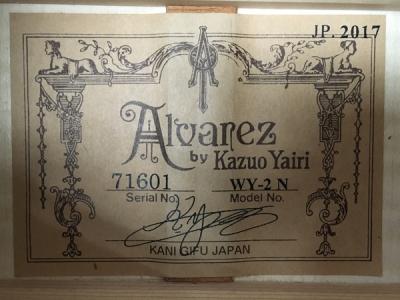 JP. 2017
Alvarez
by Kazuo Yairi
71601 WY-2 N
Serial No. Model No.
KANI GIFU JAPAN